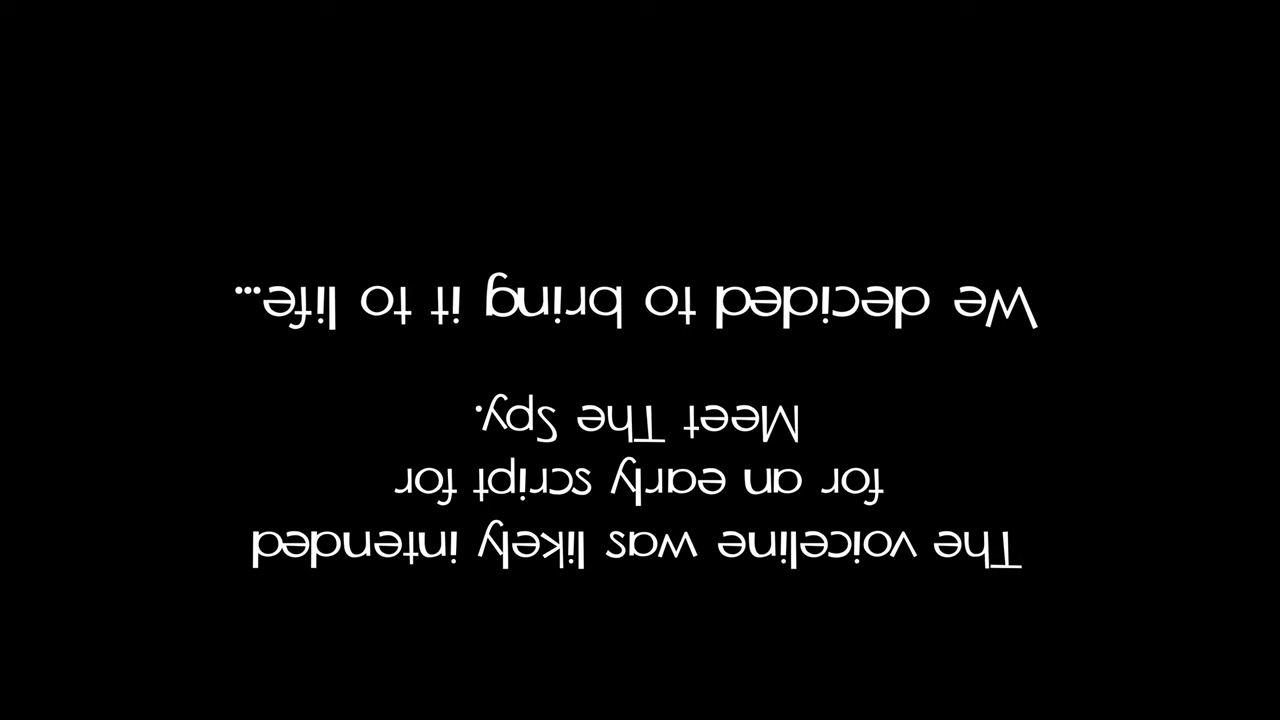 The voiceline was likely intended
for an early script for
Meet The Spy.
We decided to bring it to life...